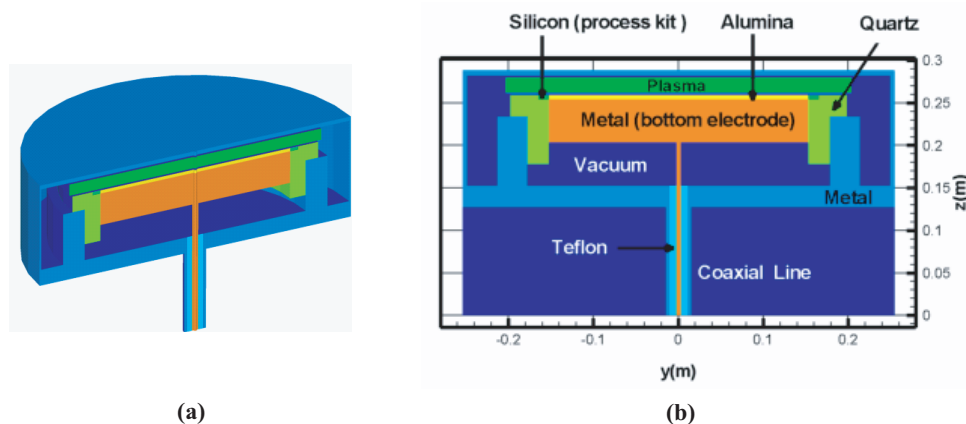 Silicon (process kit )
Alumina
Quartz
Plasma
Metal (bottom electrode)
Vacuum
Metal
Teflon
Coaxial Line
0.3
0.25
0.2
0.15
0.1
0.05
0
z(m)
-0.2
-0.1
0
0.1
0.2
y(m)
(a)
(b)